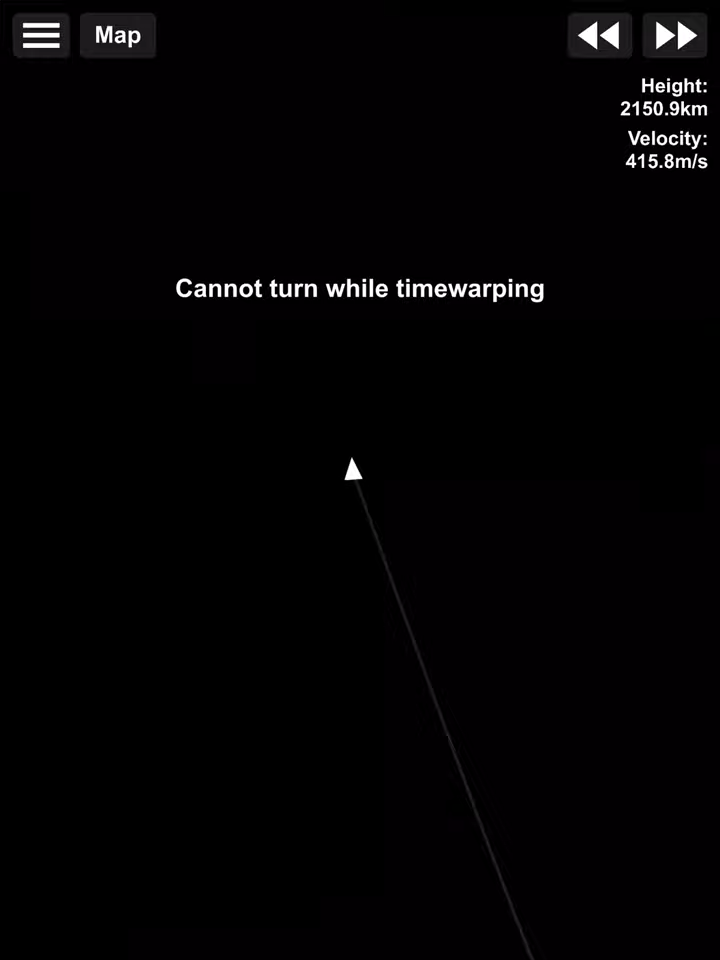 Map
Height:
2150.9km
Velocity:
415.8m/s
Cannot turn while timewarping